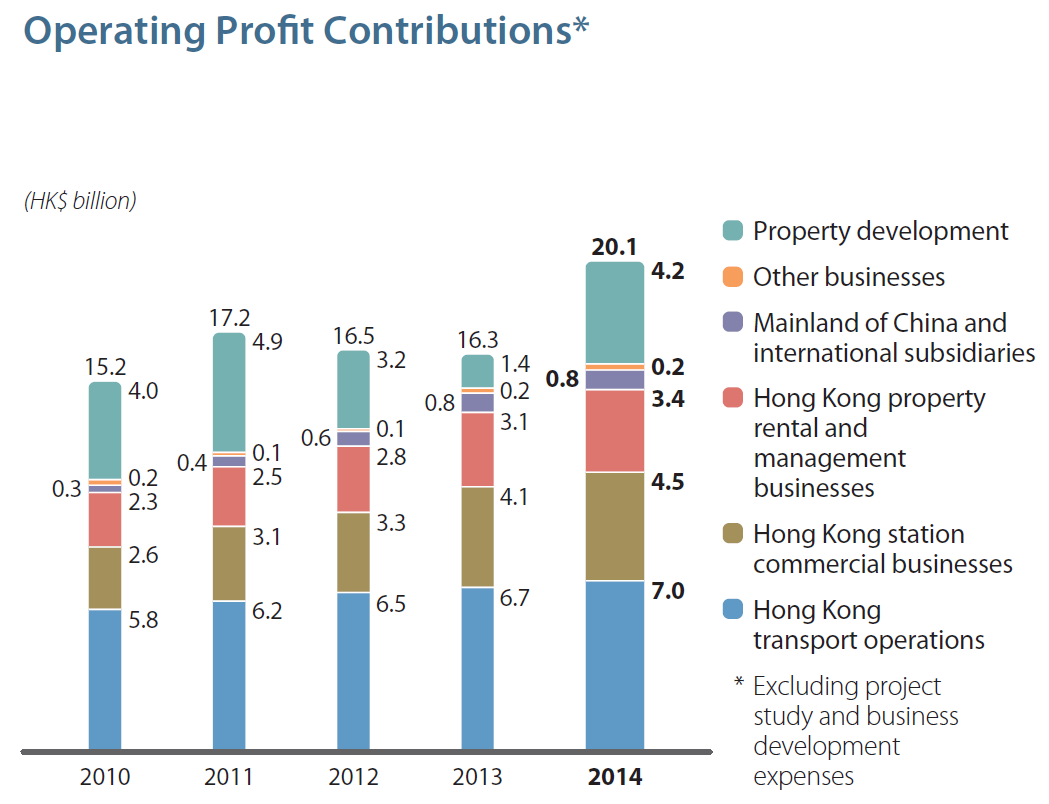 Operating Profit Contributions*
(HK$ billion)
15.2
4.0
0.2
0.3
2.3
2.6
5.8
17.2
4.9
0.1
0.4
2.5
3.1
6.2
16.5
3.2
0.1
0.6
2.8
3.3
6.5
16.3
1.4
0.2
0.8
3.1
4.1
6.7
20.1
4.2
0.2
0.8
3.4
4.5
7.0
2010
2011
2012
2013
2014
Property development
Other businesses
Mainland of China and
international subsidiaries
Hong Kong property
rental and
management
businesses
Hong Kong station
commercial businesses
Hong Kong
transport operations
* Excluding project
study and business
development
expenses